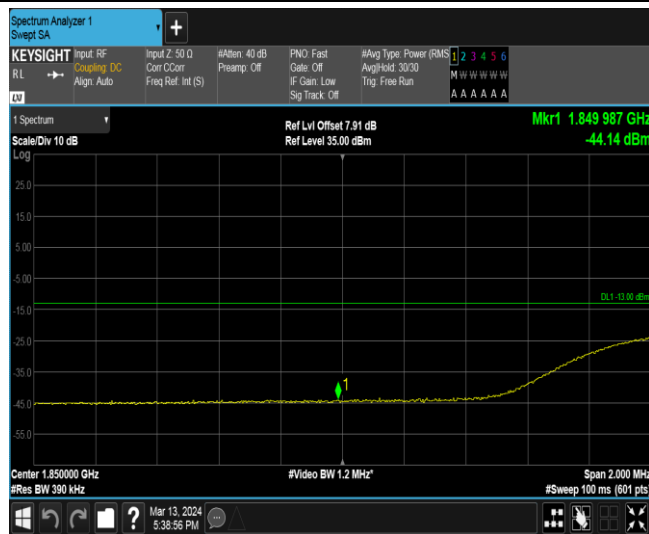 Spectrum Analyzer 1
Swept SA
+
KEYSIGHT
RL
LXI
Input: RF
Coupling: DC
Align: Auto
Input Z: 50 Ω
Corr CCorr
Freq Ref: Int (S)
#Atten: 40 dB
Preamp: Off
PNO: Fast
Gate: Off
IF Gain: Low
Sig Track: Off
#Avg Type: Power (RMS
Avg|Hold: 30/30
Trig: Free Run
1 2 3 4 5 6
M W W W W W
A A A A A A
1 Spectrum
Scale/Div 10 dB
Log
Ref Lvl Offset 7.91 dB
Ref Level 35.00 dBm
Mkr1 1.849 987 GHz
-44.14 dBm
25.0
15.0
5.00
-5.00
DL1 -13.00 dBm
-15.0
-25.0
-35.0
1
-45.0
-55.0
Center 1.850000 GHz
#Res BW 390 kHz
#Video BW 1.2 MHz*
Span 2.000 MHz
#Sweep 100 ms (601 pts)
?
Mar 13, 2024
5:38:56 PM